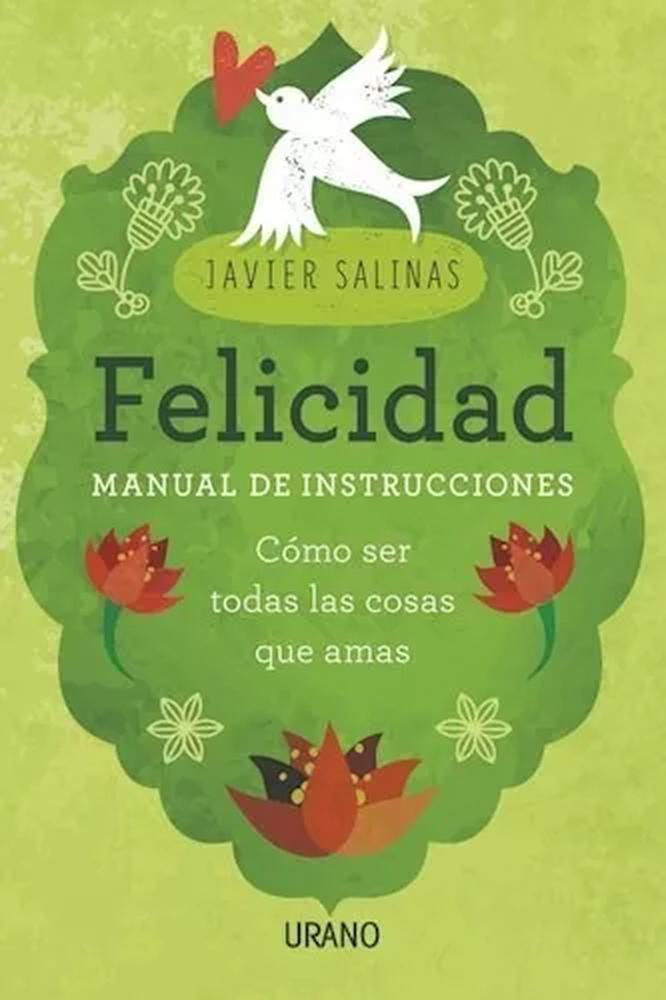 JAVIER SALINAS
Felicidad
MANUAL DE INSTRUCCIONES
Cómo ser
todas las cosas
que amas
URANO